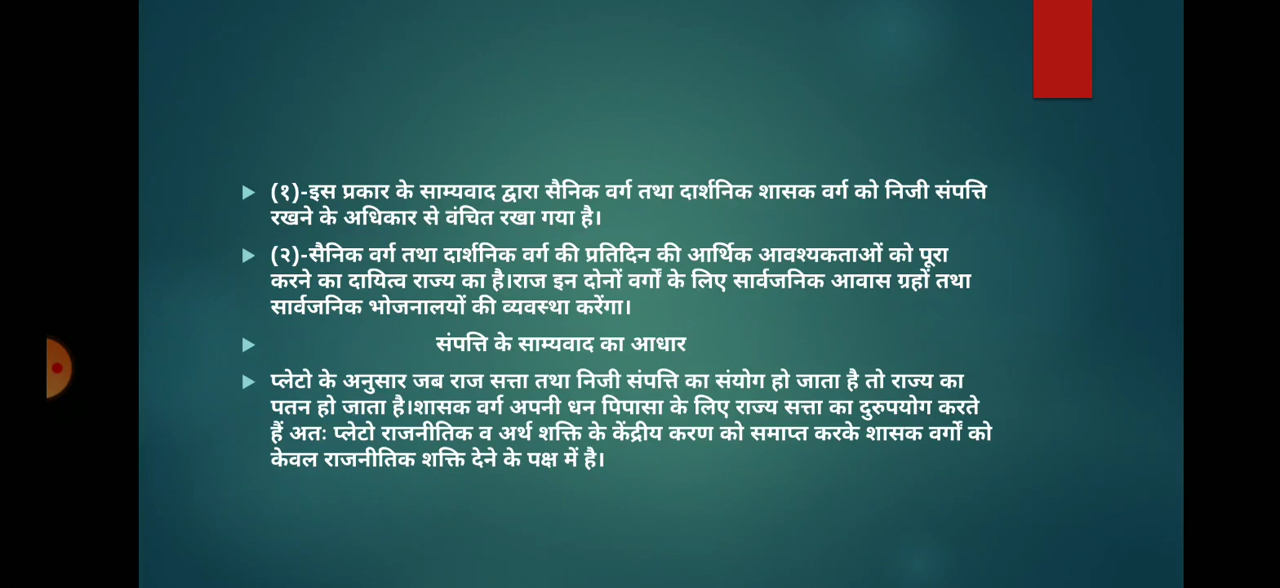 (१)-इस प्रकार के साम्यवाद द्वारा सैनिक वर्ग तथा दार्शनिक शासक वर्ग को निजी संपत्ति
रखने के अधिकार से वंचित रखा गया है।
(२)-सैनिक वर्ग तथा दार्शनिक वर्ग की प्रतिदिन की आर्थिक आवश्यकताओं को पूरा
करने का दायित्व राज्य का है।राज इन दोनों वर्गों के लिए सार्वजनिक आवास ग्रहों तथा
सार्वजनिक भोजनालयों की व्यवस्था करेंगा।
संपत्ति के साम्यवाद का आधार
प्लेटो के अनुसार जब राज सत्ता तथा निजी संपत्ति का संयोग हो जाता है तो राज्य का
पतन हो जाता है।शासक वर्ग अपनी धन पिपासा के लिए राज्य सत्ता का दुरुपयोग करते
हैं अतः प्लेटो राजनीतिक व अर्थ शक्ति के केंद्रीय करण को समाप्त करके शासक वर्गों को
केवल राजनीतिक शक्ति देने के पक्ष में है।